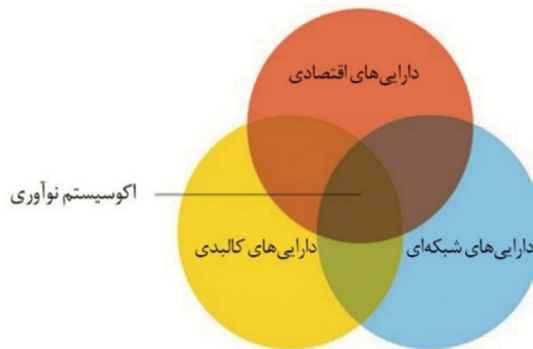 دارایی‌های اقتصادی
اکوسیستم نوآوری
دارایی‌های شبکه‌ای
دارایی‌های کالبدی